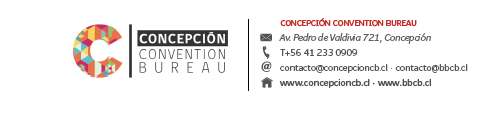 CONCEPCIÓN
CONVENTION
BUREAU
CONCEPCIÓN CONVENTION BUREAU
Av. Pedro de Valdivia 721, Concepción
T+56 41 233 0909
@ contacto@concepcioncb.cl · contacto@bbcb.cl
www.concepcioncb.cl · www.bbcb.cl